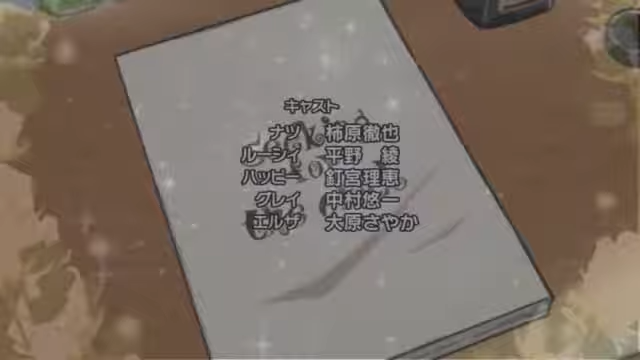 キャスト
ナツ 柿原徹也
ルーシィ 平野 綾
ハッピー 釘宮理恵
グレイ 中村悠一
エルザ 大原さやか